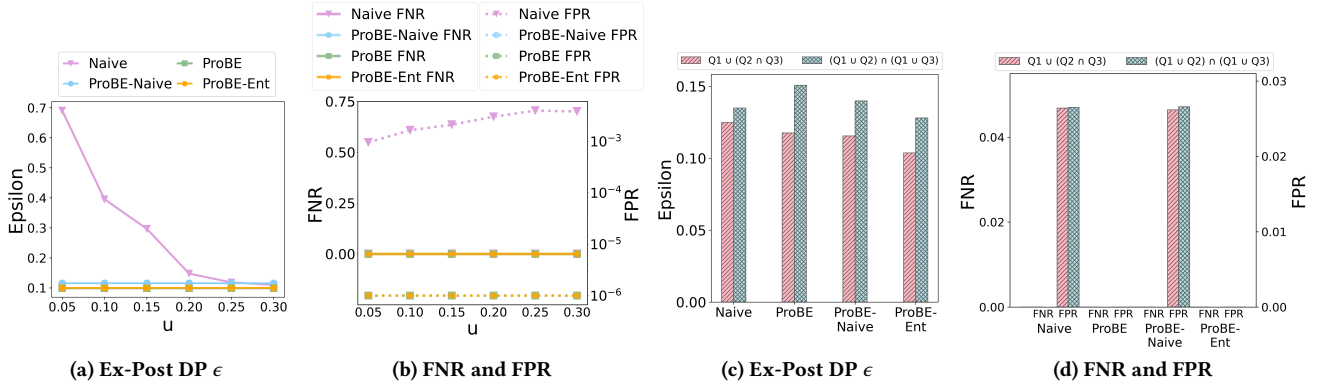 Naive
ProBE
ProBE-Naive
ProBE-Ent
0.7
0.6
0.5
0.4
0.3
0.2
0.1
Epsilon
0.05 0.10 0.15 0.20 0.25 0.30
u
(a) Ex-Post DP ϵ
Naive FNR
ProBE-Naive FNR
ProBE FNR
ProBE-Ent FNR
Naive FPR
ProBE-Naive FPR
ProBE FPR
ProBE-Ent FPR
0.75
0.50
0.25
0.00
FNR
10⁻³
10⁻⁴
10⁻⁵
10⁻⁶
FPR
0.05 0.10 0.15 0.20 0.25 0.30
u
(b) FNR and FPR
Q1 ∪ (Q2 ∩ Q3) (Q1 ∪ Q2) ∩ (Q1 ∪ Q3)
0.15
0.10
0.05
0.00
Epsilon
Naive ProBE ProBE- ProBE-
Naive Ent
(c) Ex-Post DP ϵ
Q1 ∪ (Q2 ∩ Q3) (Q1 ∪ Q2) ∩ (Q1 ∪ Q3)
0.04
0.02
0.00
FNR
0.03
0.02
0.01
0.00
FPR
FNR FPR FNR FPR FNR FPR FNR FPR
Naive ProBE ProBE- ProBE-
Naive Ent
(d) FNR and FPR